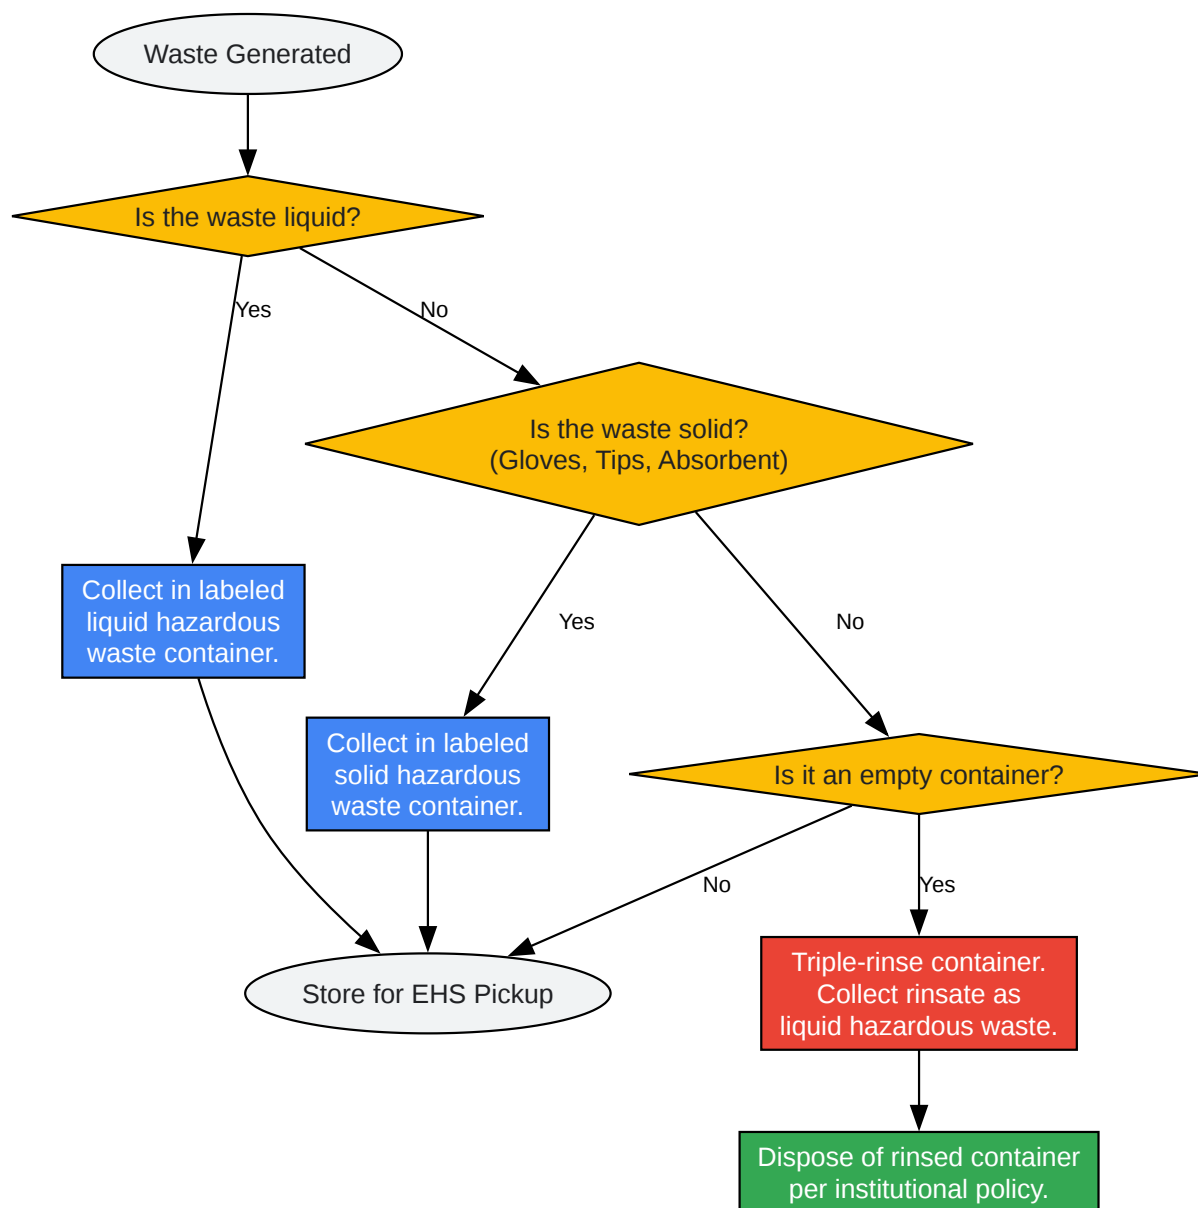 Waste Generated
Is the waste liquid?
Yes
No
Is the waste solid?
(Gloves, Tips, Absorbent)
Collect in labeled
liquid hazardous
waste container.
Yes
No
Collect in labeled
solid hazardous
waste container.
Is it an empty container?
No
Yes
Store for EHS Pickup
Triple-rinse container.
Collect rinsate as
liquid hazardous waste.
Dispose of rinsed container
per institutional policy.